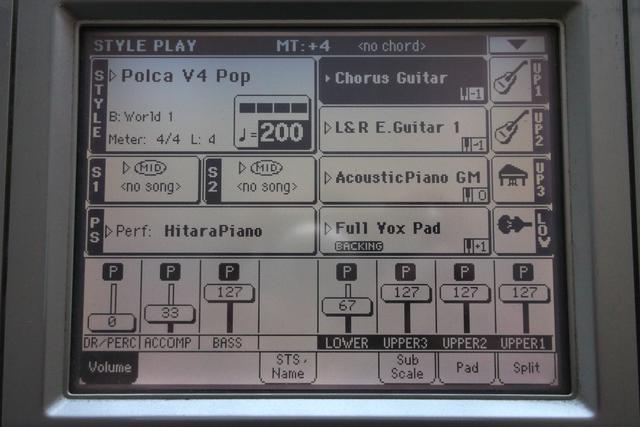 STYLE PLAY MT:+4 <no chord>
STYLE
Polca V4 Pop
B: World 1
Meter: 4/4 L: 4
♩=200
S1
MID
<no song>
S2
MID
<no song>
PS
Perf: HitaraPiano
Chorus Guitar
-1
UP1
L&R E.Guitar 1
-1
UP2
AcousticPiano GM
0
UP3
Full Vox Pad
BACKING
+1
LOW
P P P P P P P
0 33 127 67 127 127 127
DR/PERC ACCOMP BASS LOWER UPPER3 UPPER2 UPPER1
Volume
STS
Name
Sub
Scale
Pad
Split